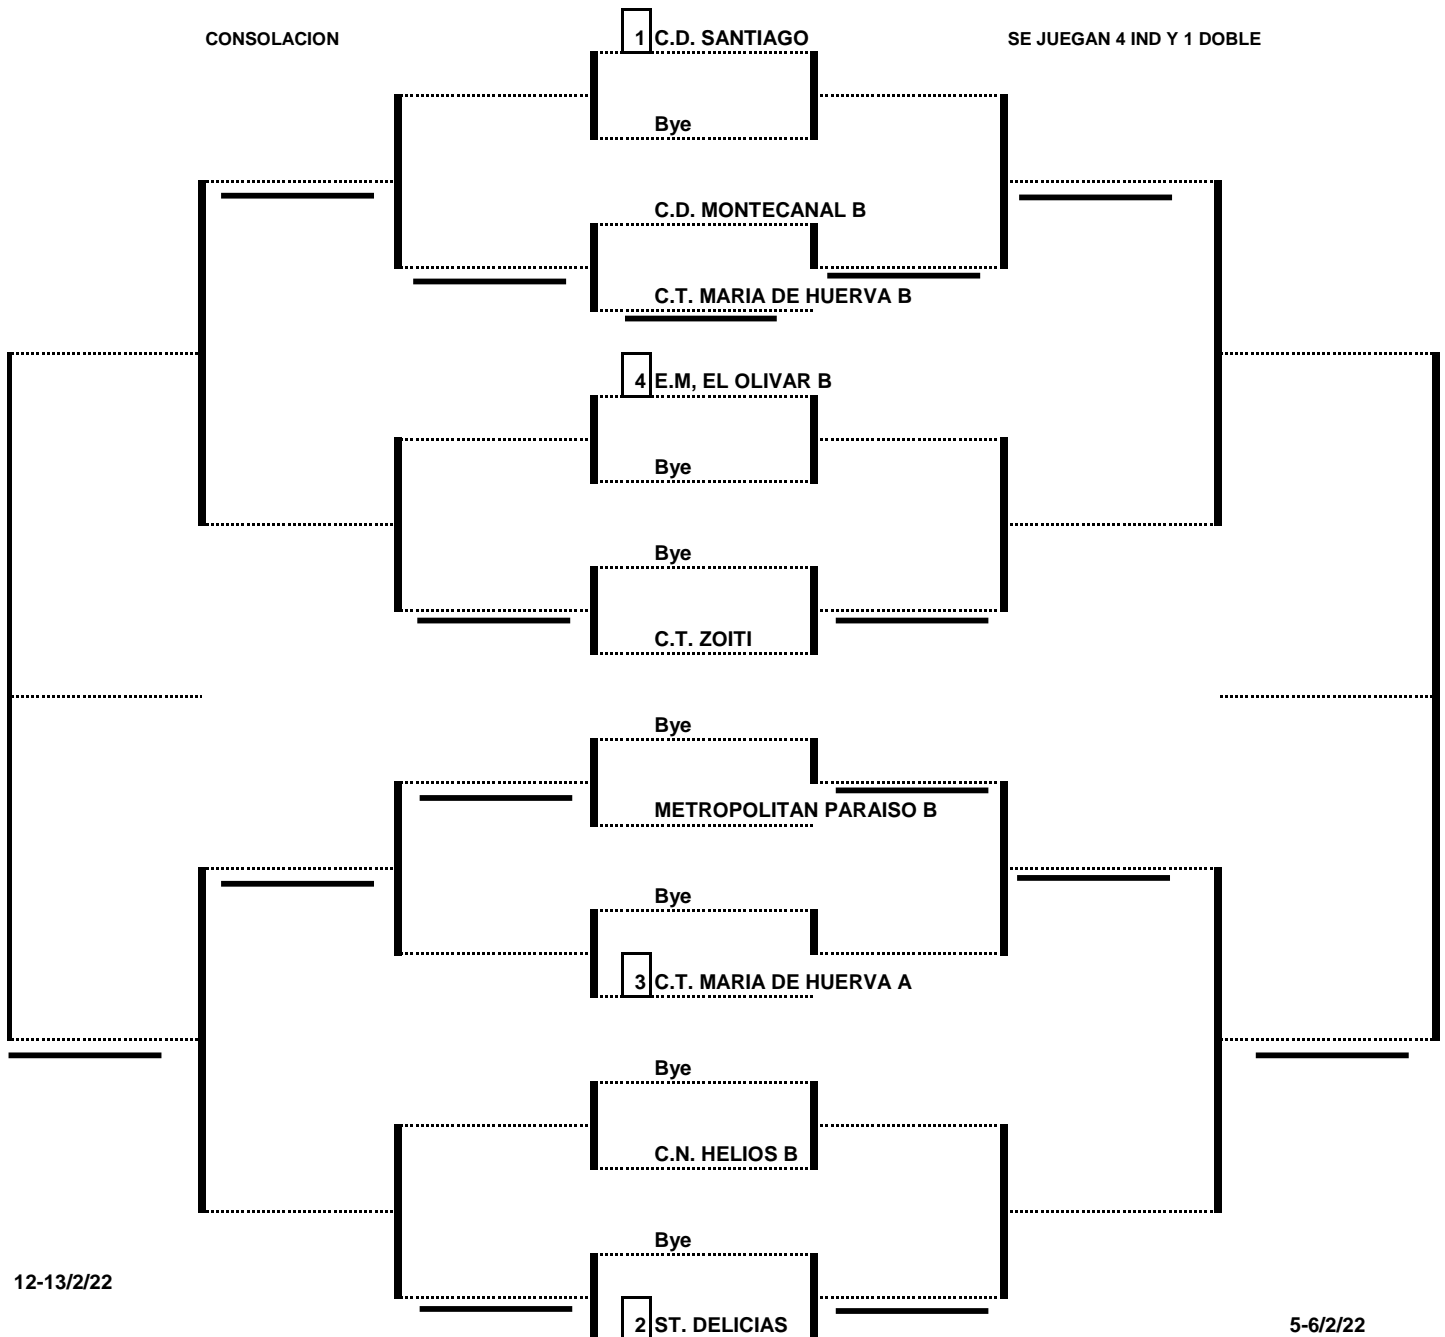 CONSOLACION
1 C.D. SANTIAGO
SE JUEGAN 4 IND Y 1 DOBLE
Bye
C.D. MONTECANAL B
C.T. MARIA DE HUERVA B
4 E.M, EL OLIVAR B
Bye
Bye
C.T. ZOITI
Bye
METROPOLITAN PARAISO B
Bye
3 C.T. MARIA DE HUERVA A
Bye
C.N. HELIOS B
Bye
12-13/2/22
2 ST. DELICIAS
5-6/2/22